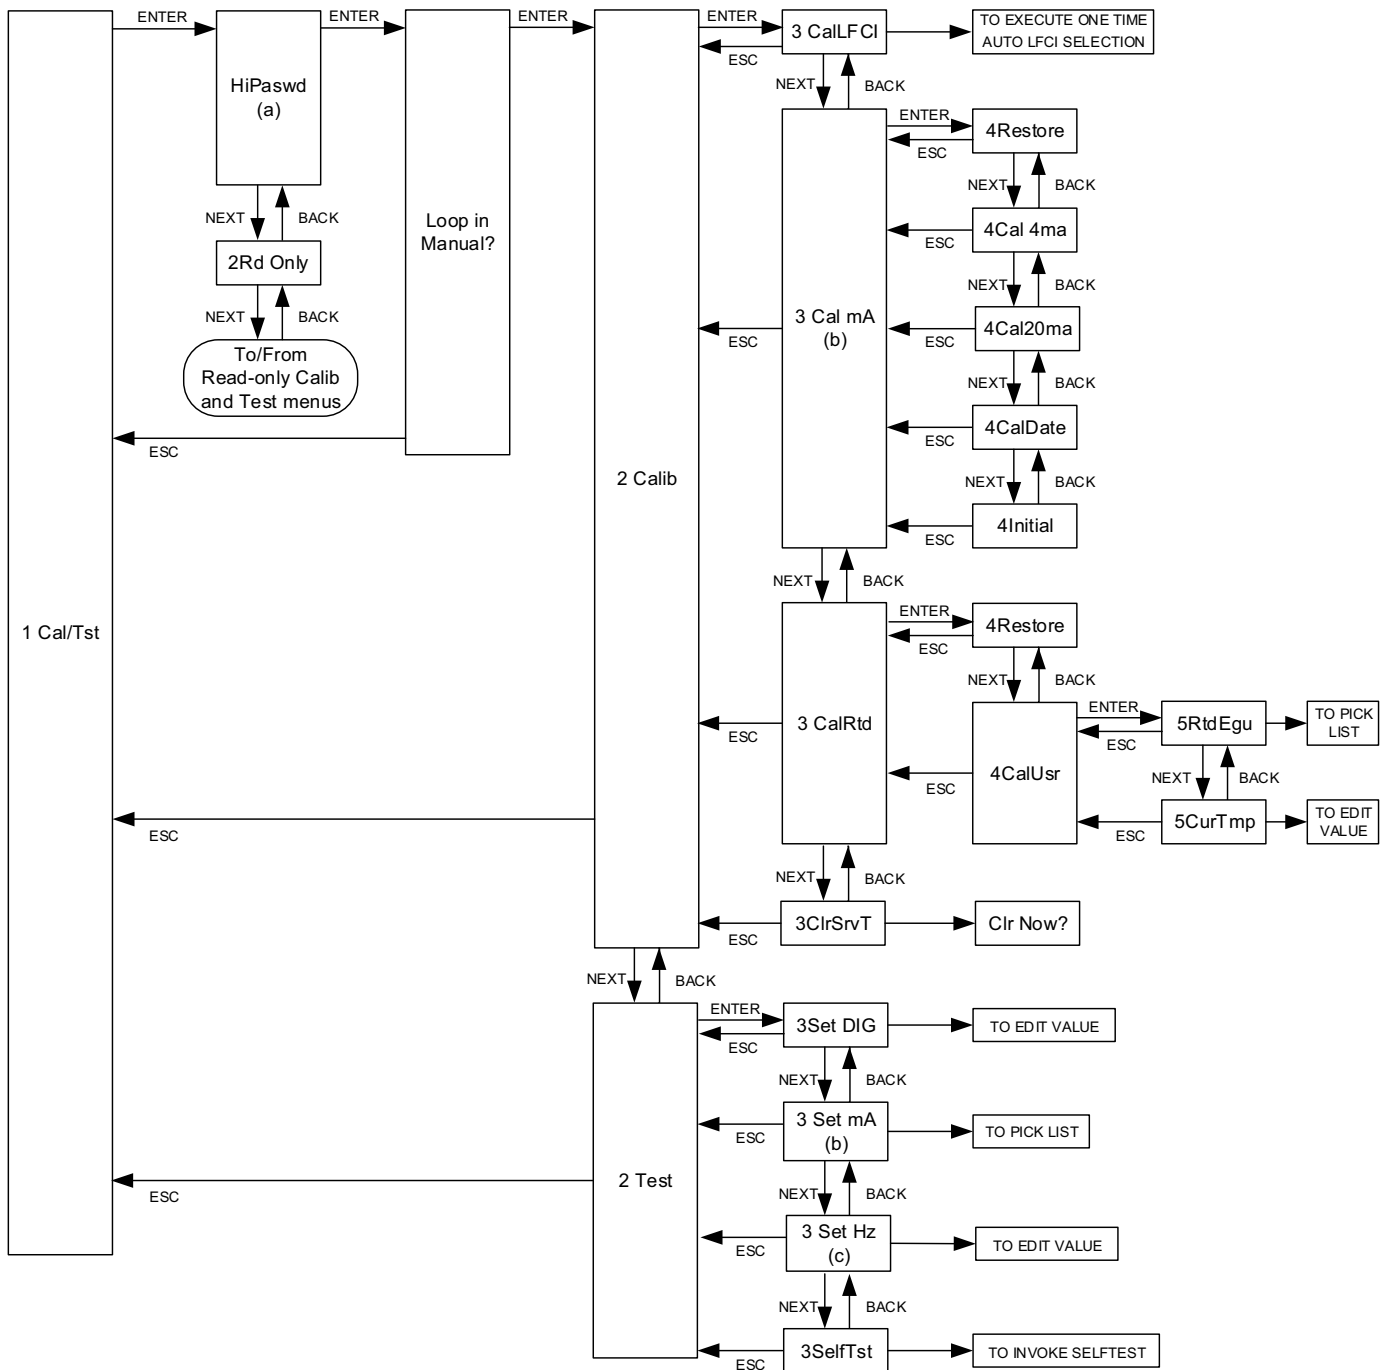 ENTER
ENTER
ENTER
ENTER
3 CalLFCI
TO EXECUTE ONE TIME
AUTO LFCI SELECTION
ESC
HiPaswd
(a)
NEXT
BACK
ENTER
4Restore
ESC
NEXT
BACK
NEXT
BACK
Loop in
Manual?
4Cal 4ma
ESC
2Rd Only
NEXT
BACK
NEXT
BACK
3 Cal mA
(b)
4Cal20ma
ESC
ESC
To/From
Read-only Calib
and Test menus
NEXT
BACK
4CalDate
ESC
ESC
2 Calib
NEXT
BACK
4Initial
ESC
NEXT
BACK
1 Cal/Tst
ENTER
4Restore
ESC
NEXT
BACK
3 CalRtd
ESC
ENTER
5RtdEgu
TO PICK
LIST
ESC
4CalUsr
ESC
NEXT
BACK
5CurTmp
TO EDIT
VALUE
ESC
ESC
NEXT
BACK
3ClrSrvT
ESC
Clr Now?
NEXT
BACK
ENTER
3Set DIG
TO EDIT VALUE
ESC
NEXT
BACK
3 Set mA
(b)
TO PICK LIST
ESC
2 Test
ESC
NEXT
BACK
3 Set Hz
(c)
TO EDIT VALUE
ESC
NEXT
BACK
3SelfTst
TO INVOKE SELFTEST
ESC